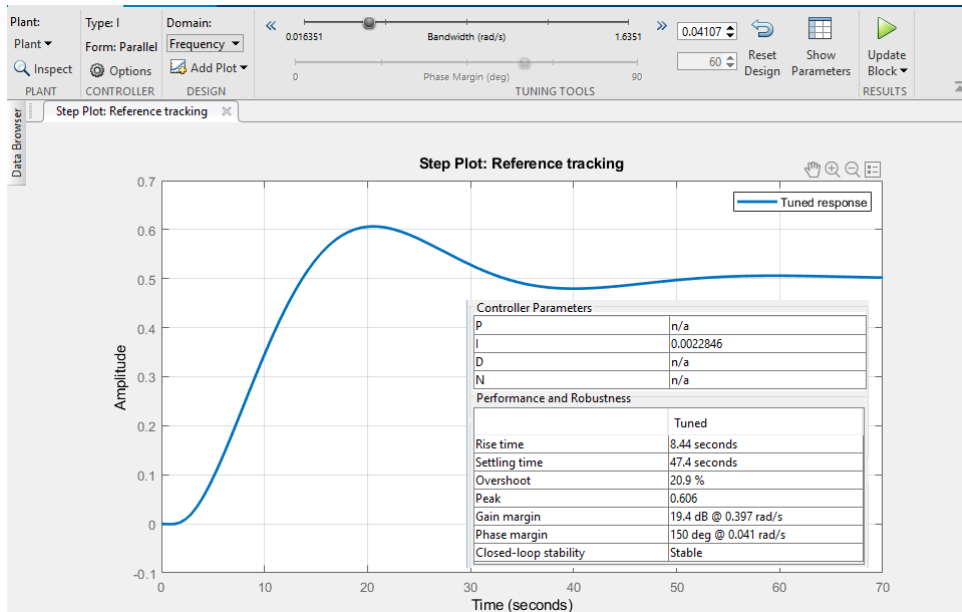 Plant:
Type: I
Domain:
Plant
Form: Parallel
Frequency
0.016351
Bandwidth (rad/s)
1.6351
0.04107
Inspect
Options
Add Plot
0
Phase Margin (deg)
90
60
Reset
Design
Show
Parameters
Update
Block
PLANT
CONTROLLER
DESIGN
TUNING TOOLS
RESULTS
Data Browser
Step Plot: Reference tracking
Step Plot: Reference tracking
Tuned response
0.7
0.6
0.5
0.4
0.3
0.2
0.1
0
-0.1
Amplitude
Controller Parameters
P n/a
I 0.0022846
D n/a
N n/a
Performance and Robustness
Tuned
Rise time 8.44 seconds
Settling time 47.4 seconds
Overshoot 20.9 %
Peak 0.606
Gain margin 19.4 dB @ 0.397 rad/s
Phase margin 150 deg @ 0.041 rad/s
Closed-loop stability Stable
0 10 20 30 40 50 60 70
Time (seconds)